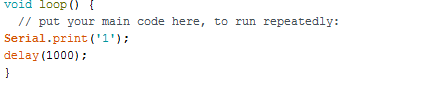 void loop() {
  // put your main code here, to run repeatedly:
Serial.print('1');
delay(1000);
}